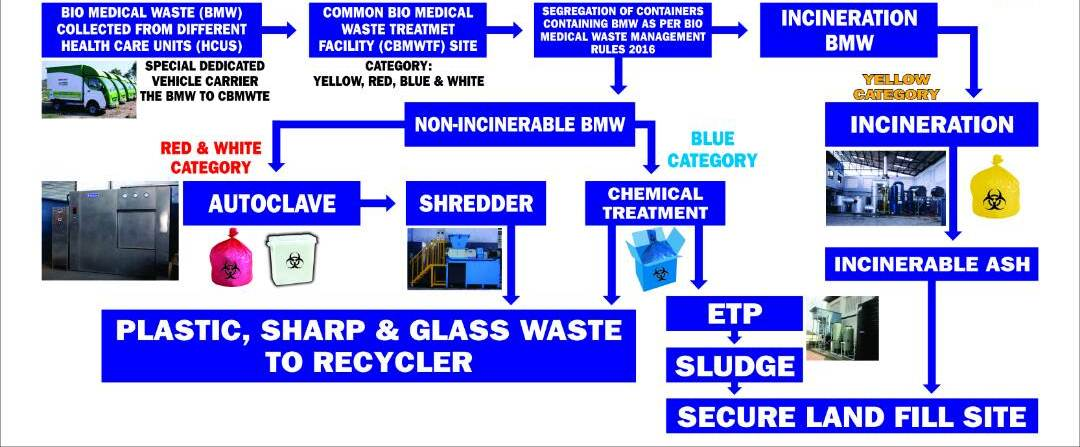 BIO MEDICAL WASTE (BMW)
COLLECTED FROM DIFFERENT
HEALTH CARE UNITS (HCUS)
SPECIAL DEDICATED
VEHICLE CARRIER
THE BMW TO CBMWTE
COMMON BIO MEDICAL
WASTE TREATMET
FACILITY (CBMWTF) SITE
CATEGORY:
YELLOW, RED, BLUE & WHITE
SEGREGATION OF CONTAINERS
CONTAINING BMW AS PER BIO
MEDICAL WASTE MANAGEMENT
RULES 2016
INCINERATION
BMW
YELLOW
CATEGORY
INCINERATION
NON-INCINERABLE BMW
RED & WHITE
CATEGORY
BLUE
CATEGORY
AUTOCLAVE
SHREDDER
CHEMICAL
TREATMENT
INCINERABLE ASH
PLASTIC, SHARP & GLASS WASTE
TO RECYCLER
ETP
SLUDGE
SECURE LAND FILL SITE